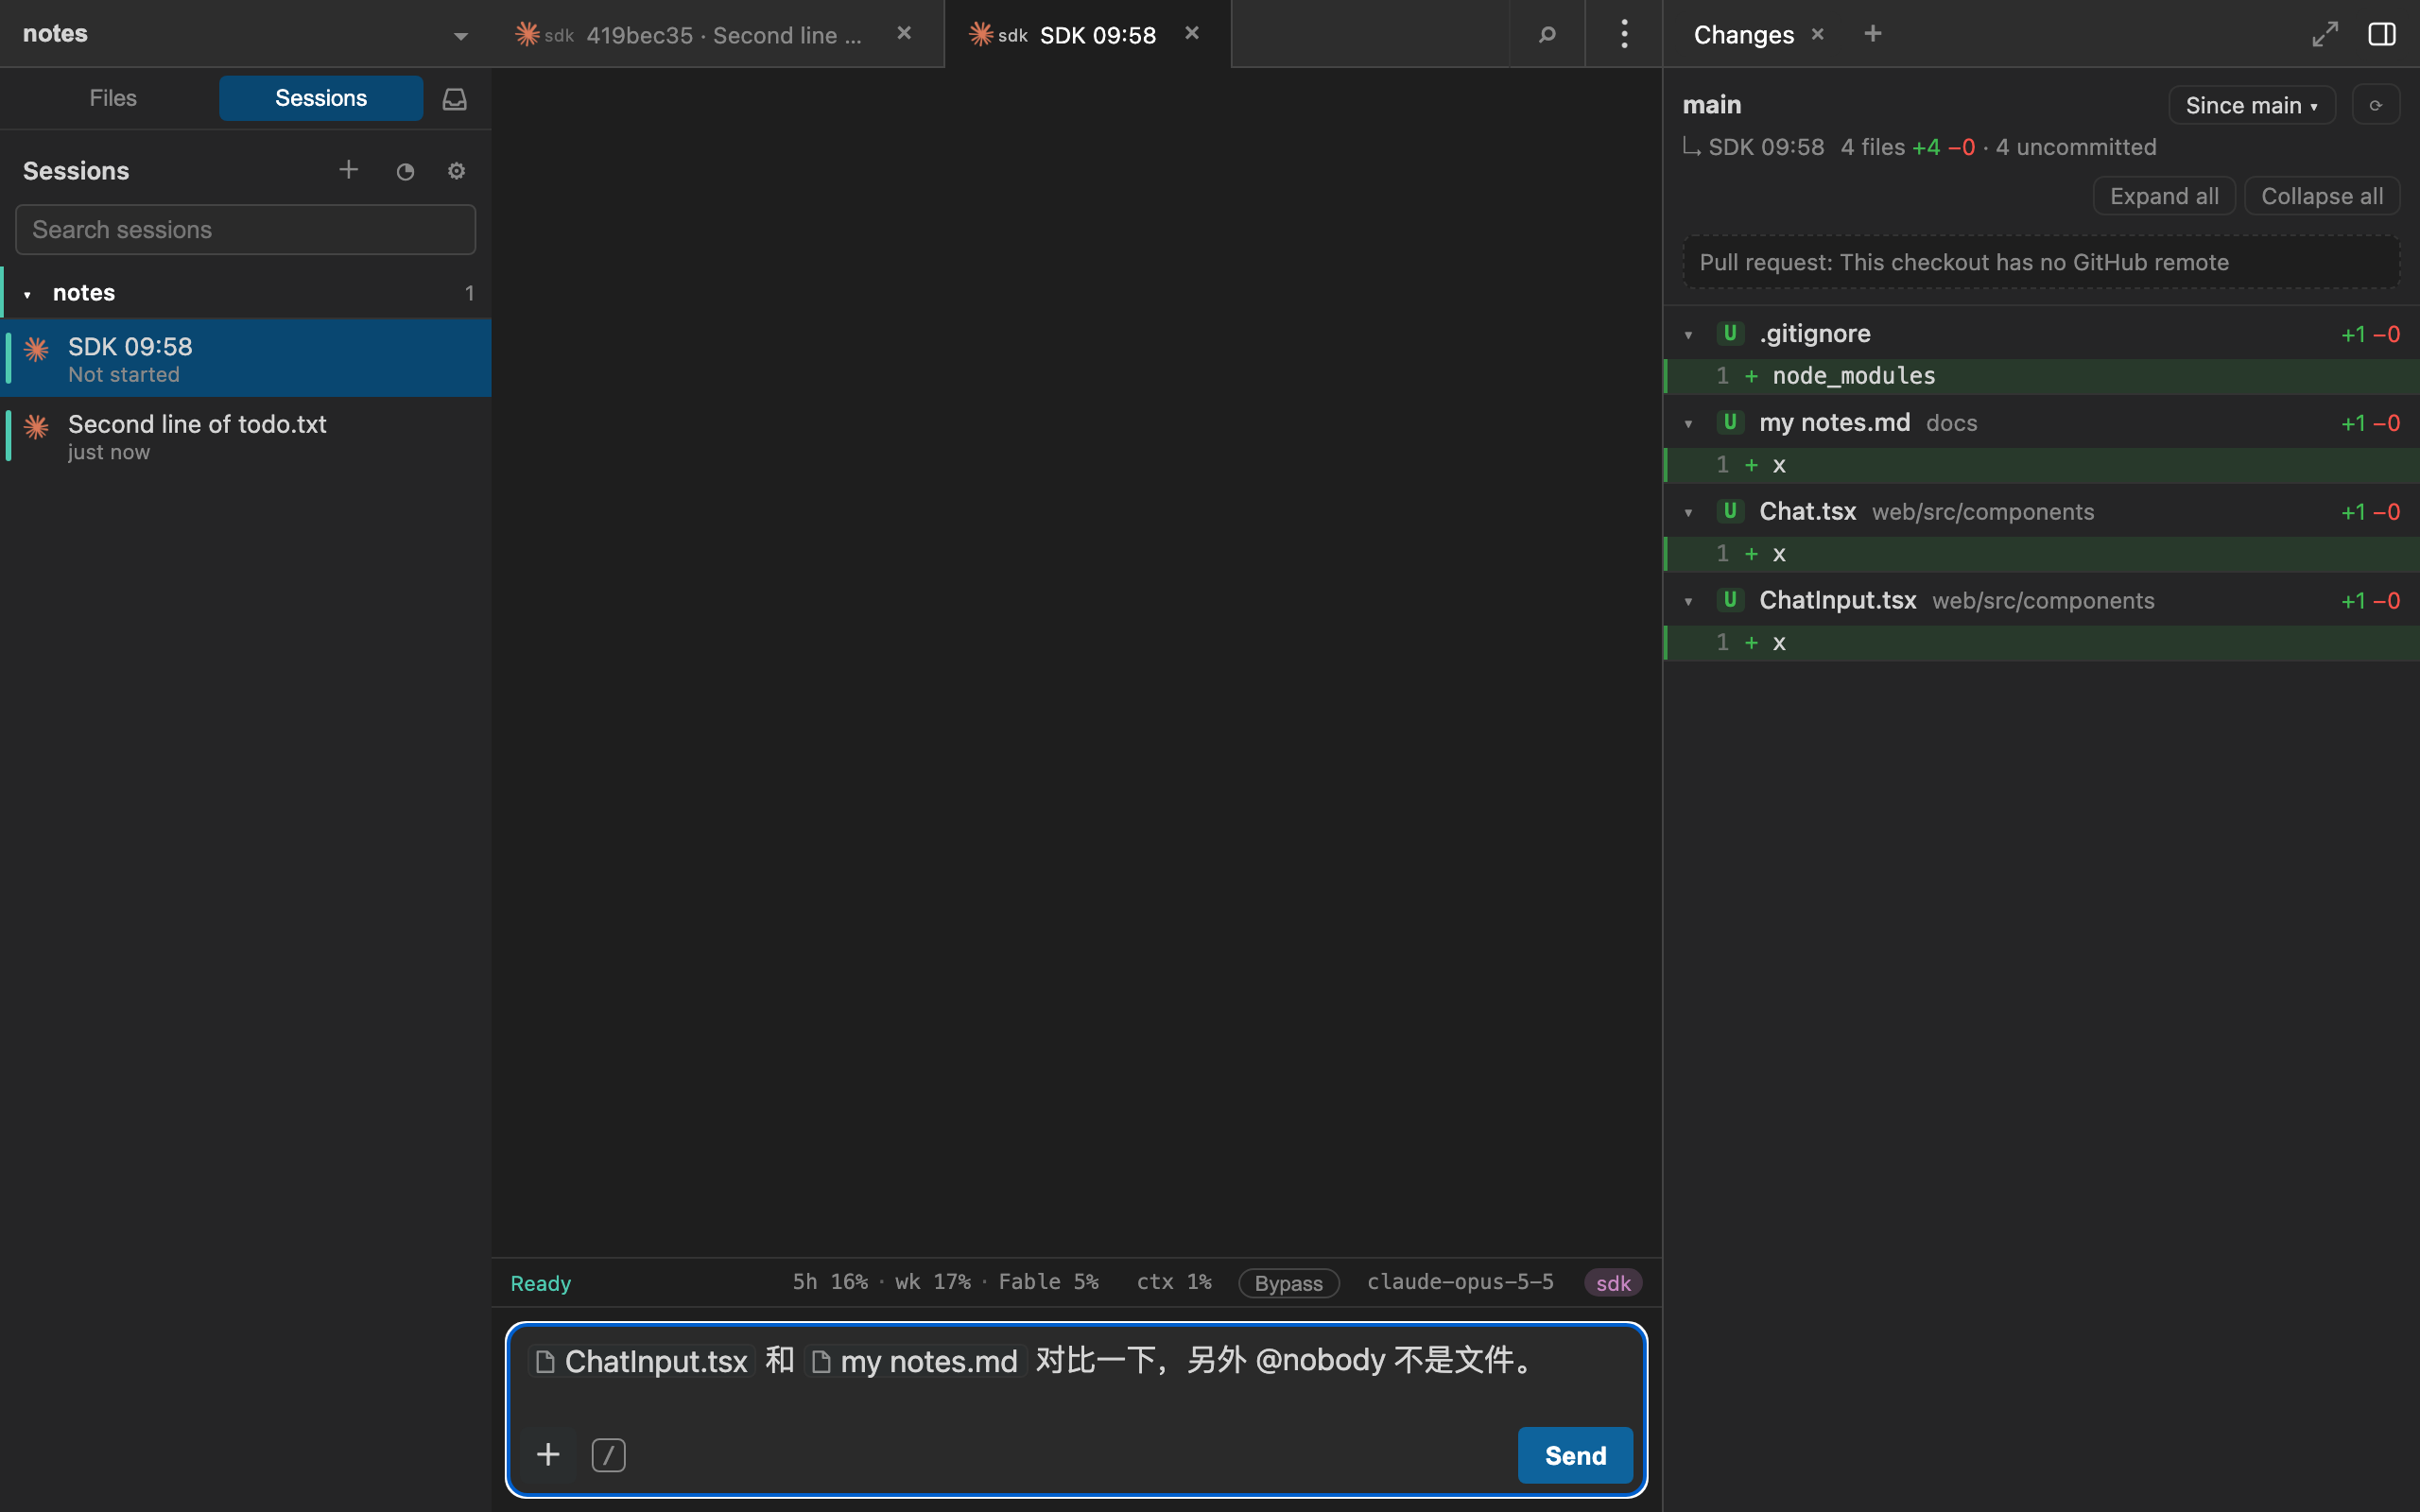 notes
Files
Sessions
Sessions
Search sessions
notes 1
SDK 09:58
Not started
Second line of todo.txt
just now
sdk 419bec35 · Second line ...
sdk SDK 09:58
Ready 5h 16% · wk 17% · Fable 5% ctx 1% Bypass claude-opus-5-5 sdk
ChatInput.tsx 和 my notes.md 对比一下，另外 @nobody 不是文件。
/
Send
Changes
main Since main
SDK 09:58 4 files +4 −0 · 4 uncommitted
Expand all Collapse all
Pull request: This checkout has no GitHub remote
U .gitignore +1 −0
1 + node_modules
U my notes.md docs +1 −0
1 + x
U Chat.tsx web/src/components +1 −0
1 + x
U ChatInput.tsx web/src/components +1 −0
1 + x